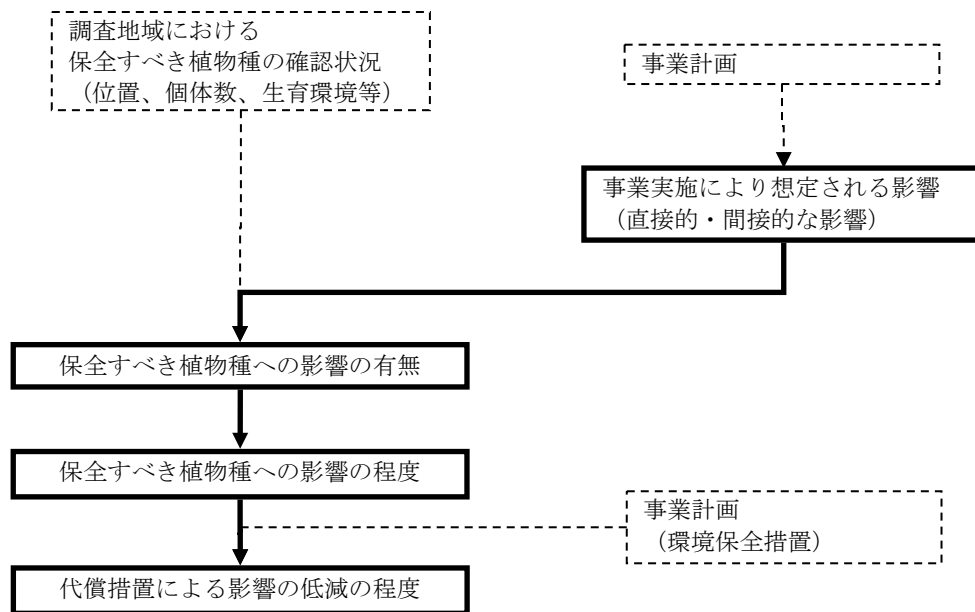 調査地域における
保全すべき植物種の確認状況
（位置、個体数、生育環境等）
事業計画
事業実施により想定される影響
（直接的・間接的な影響）
保全すべき植物種への影響の有無
保全すべき植物種への影響の程度
事業計画
（環境保全措置）
代償措置による影響の低減の程度